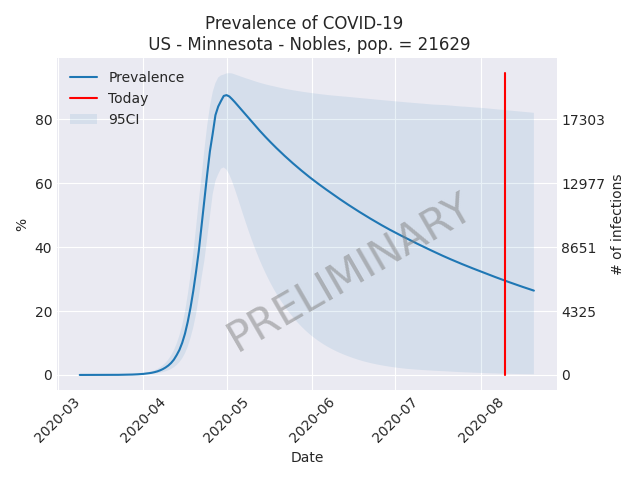 Prevalence of COVID-19
US - Minnesota - Nobles, pop. = 21629
Prevalence
Today
95CI
80
60
40
20
0
%
17303
12977
8651
4325
0
# of infections
PRELIMINARY
2020-03
2020-04
2020-05
2020-06
2020-07
2020-08
Date